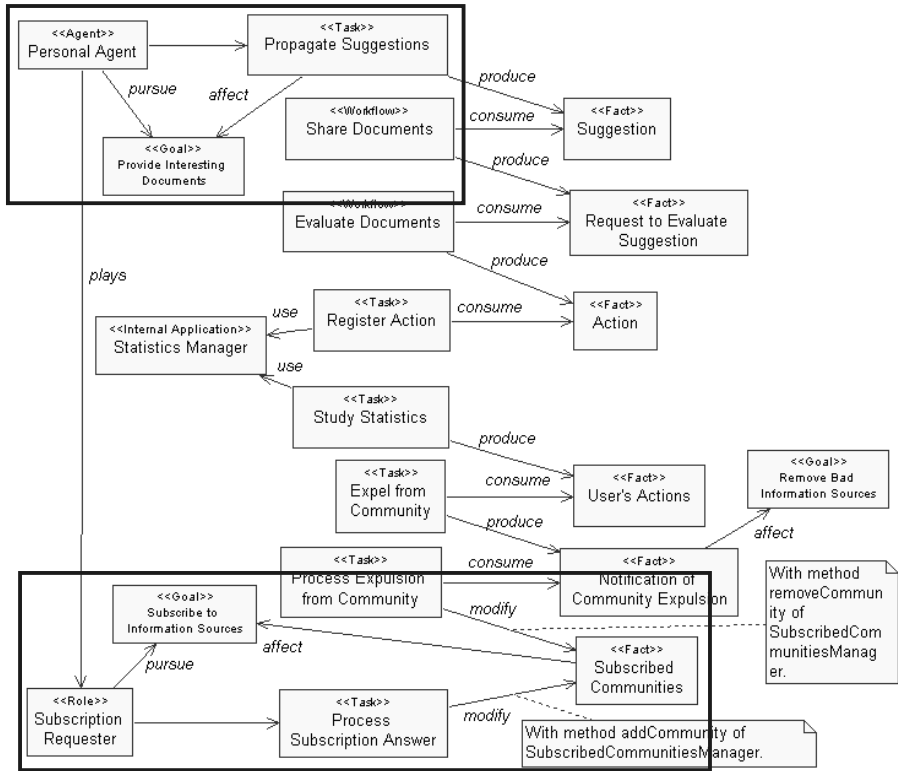 <<Agent>>
Personal Agent
<<Task>>
Propagate Suggestions
pursue
affect
produce
<<Workflow>>
Share Documents
consume
<<Fact>>
Suggestion
<<Goal>>
Provide Interesting
Documents
produce
<<Workflow>>
Evaluate Documents
consume
<<Fact>>
Request to Evaluate
Suggestion
plays
produce
<<Task>>
Register Action
use
consume
<<Fact>>
Action
<<Internal Application>>
Statistics Manager
use
<<Task>>
Study Statistics
produce
<<Goal>>
Remove Bad
Information Sources
<<Task>>
Expel from
Community
consume
<<Fact>>
User's Actions
produce
affect
<<Task>>
Process Expulsion
from Community
consume
<<Fact>>
Notification of
Community Expulsion
With method
removeCommun
ity of
SubscribedCom
munitiesManag
er.
<<Goal>>
Subscribe to
Information Sources
modify
affect
<<Fact>>
Subscribed
Communities
pursue
<<Role>>
Subscription
Requester
<<Task>>
Process
Subscription Answer
modify
With method addCommunity of
SubscribedCommunitiesManager.